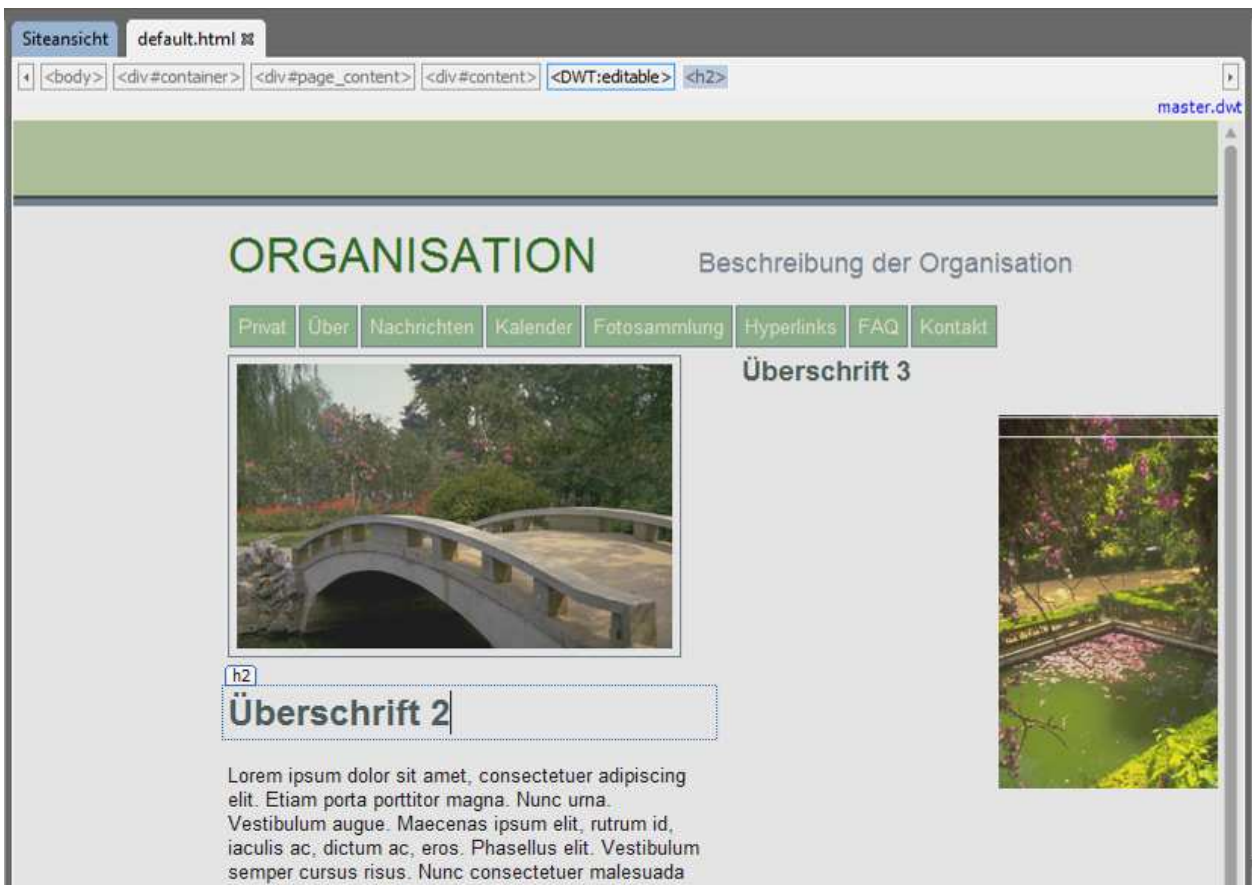 Siteansicht default.html
<body> <div#container> <div#page_content> <div#content> <DWT:editable> <h2>
master.dwt
ORGANISATION Beschreibung der Organisation
Privat Über Nachrichten Kalender Fotosammlung Hyperlinks FAQ Kontakt
Überschrift 3
h2
Überschrift 2
Lorem ipsum dolor sit amet, consectetuer adipiscing
elit. Etiam porta porttitor magna. Nunc urna.
Vestibulum augue. Maecenas ipsum elit, rutrum id,
iaculis ac, dictum ac, eros. Phasellus elit. Vestibulum
semper cursus risus. Nunc consectetuer malesuada